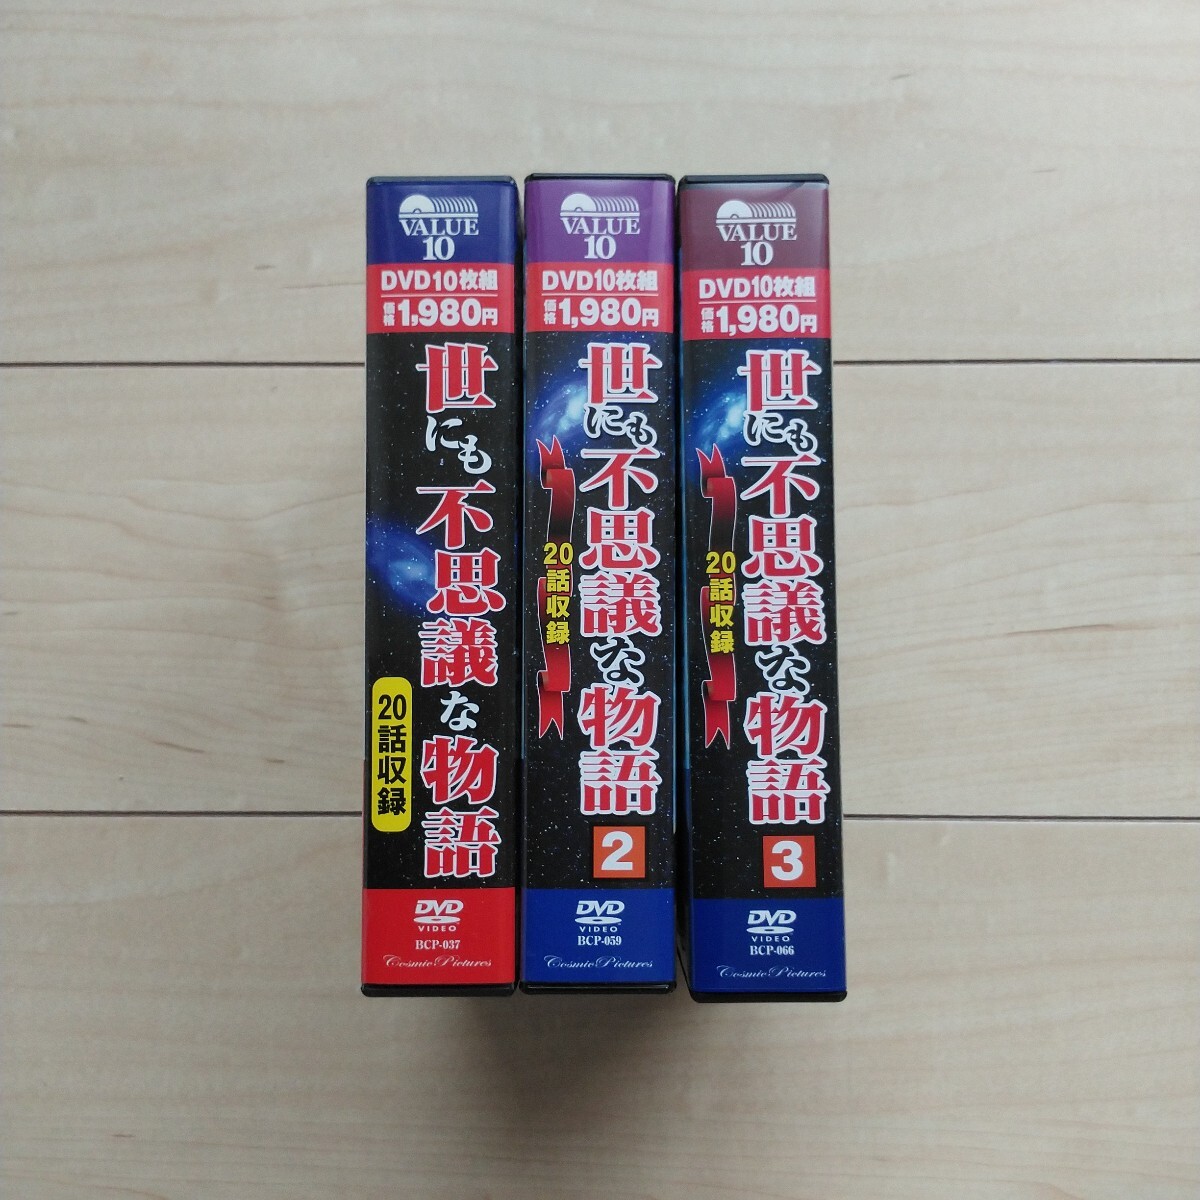 VALUE
10
DVD10枚組
価格1,980円
世にも不思議な物語
20話収録
DVD
VIDEO
BCP-037
Cosmic Pictures
VALUE
10
DVD10枚組
価格1,980円
世にも不思議な物語
20話収録
2
DVD
VIDEO
BCP-059
Cosmic Pictures
VALUE
10
DVD10枚組
価格1,980円
世にも不思議な物語
20話収録
3
DVD
VIDEO
BCP-066
Cosmic Pictures